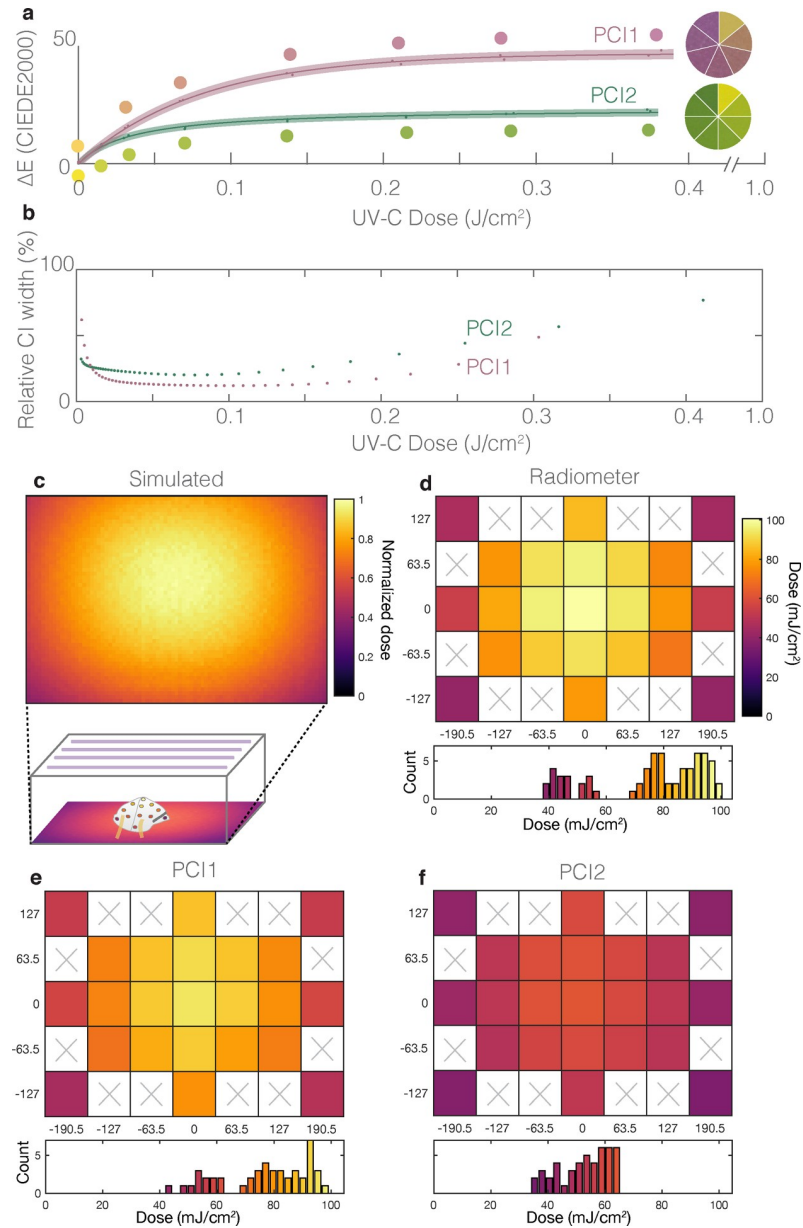 a
50
0
ΔE (CIEDE2000)
PCI1
PCI2
0 0.1 0.2 0.3 0.4 1.0
UV-C Dose (J/cm²)
b
100
0
Relative CI width (%)
PCI2
PCI1
0 0.1 0.2 0.3 0.4 1.0
UV-C Dose (J/cm²)
c Simulated
1
0.8
0.6
0.4
0.2
0
Normalized dose
d Radiometer
127
63.5
0
-63.5
-127
-190.5 -127 -63.5 0 63.5 127 190.5
100
80
60
40
20
0
Dose (mJ/cm²)
Count
5
0
0 20 40 60 80 100
Dose (mJ/cm²)
e PCI1
127
63.5
0
-63.5
-127
-190.5 -127 -63.5 0 63.5 127 190.5
Count
5
0
0 20 40 60 80 100
Dose (mJ/cm²)
f PCI2
127
63.5
0
-63.5
-127
-190.5 -127 -63.5 0 63.5 127 190.5
5
0
0 20 40 60 80 100
Dose (mJ/cm²)